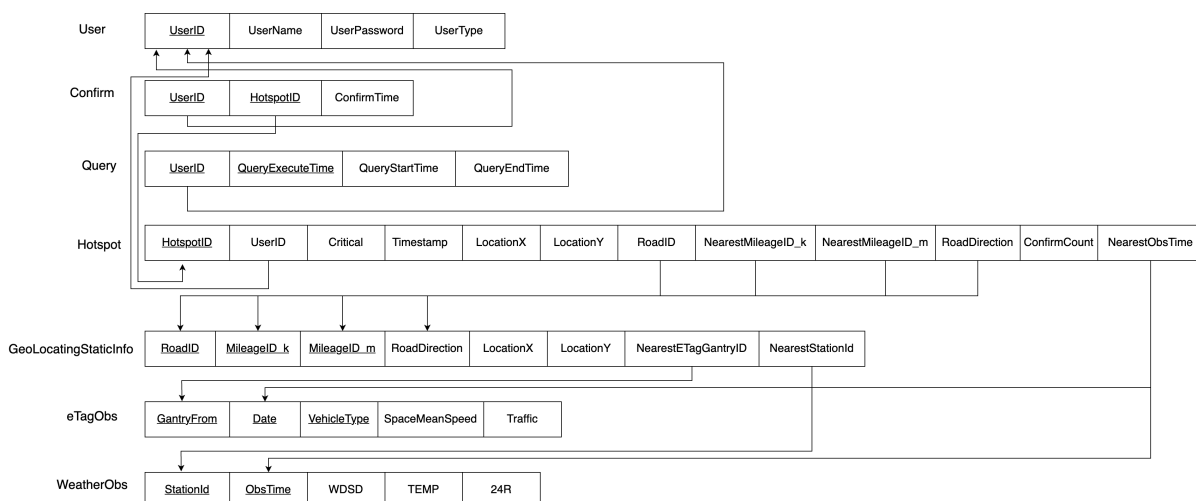 User UserID UserName UserPassword UserType
Confirm UserID HotspotID ConfirmTime
Query UserID QueryExecuteTime QueryStartTime QueryEndTime
Hotspot HotspotID UserID Critical Timestamp LocationX LocationY RoadID NearestMileageID_k NearestMileageID_m RoadDirection ConfirmCount NearestObsTime
GeoLocatingStaticInfo RoadID MileageID_k MileageID_m RoadDirection LocationX LocationY NearestETagGantryID NearestStationId
eTagObs GantryFrom Date VehicleType SpaceMeanSpeed Traffic
WeatherObs StationId ObsTime WDSD TEMP 24R